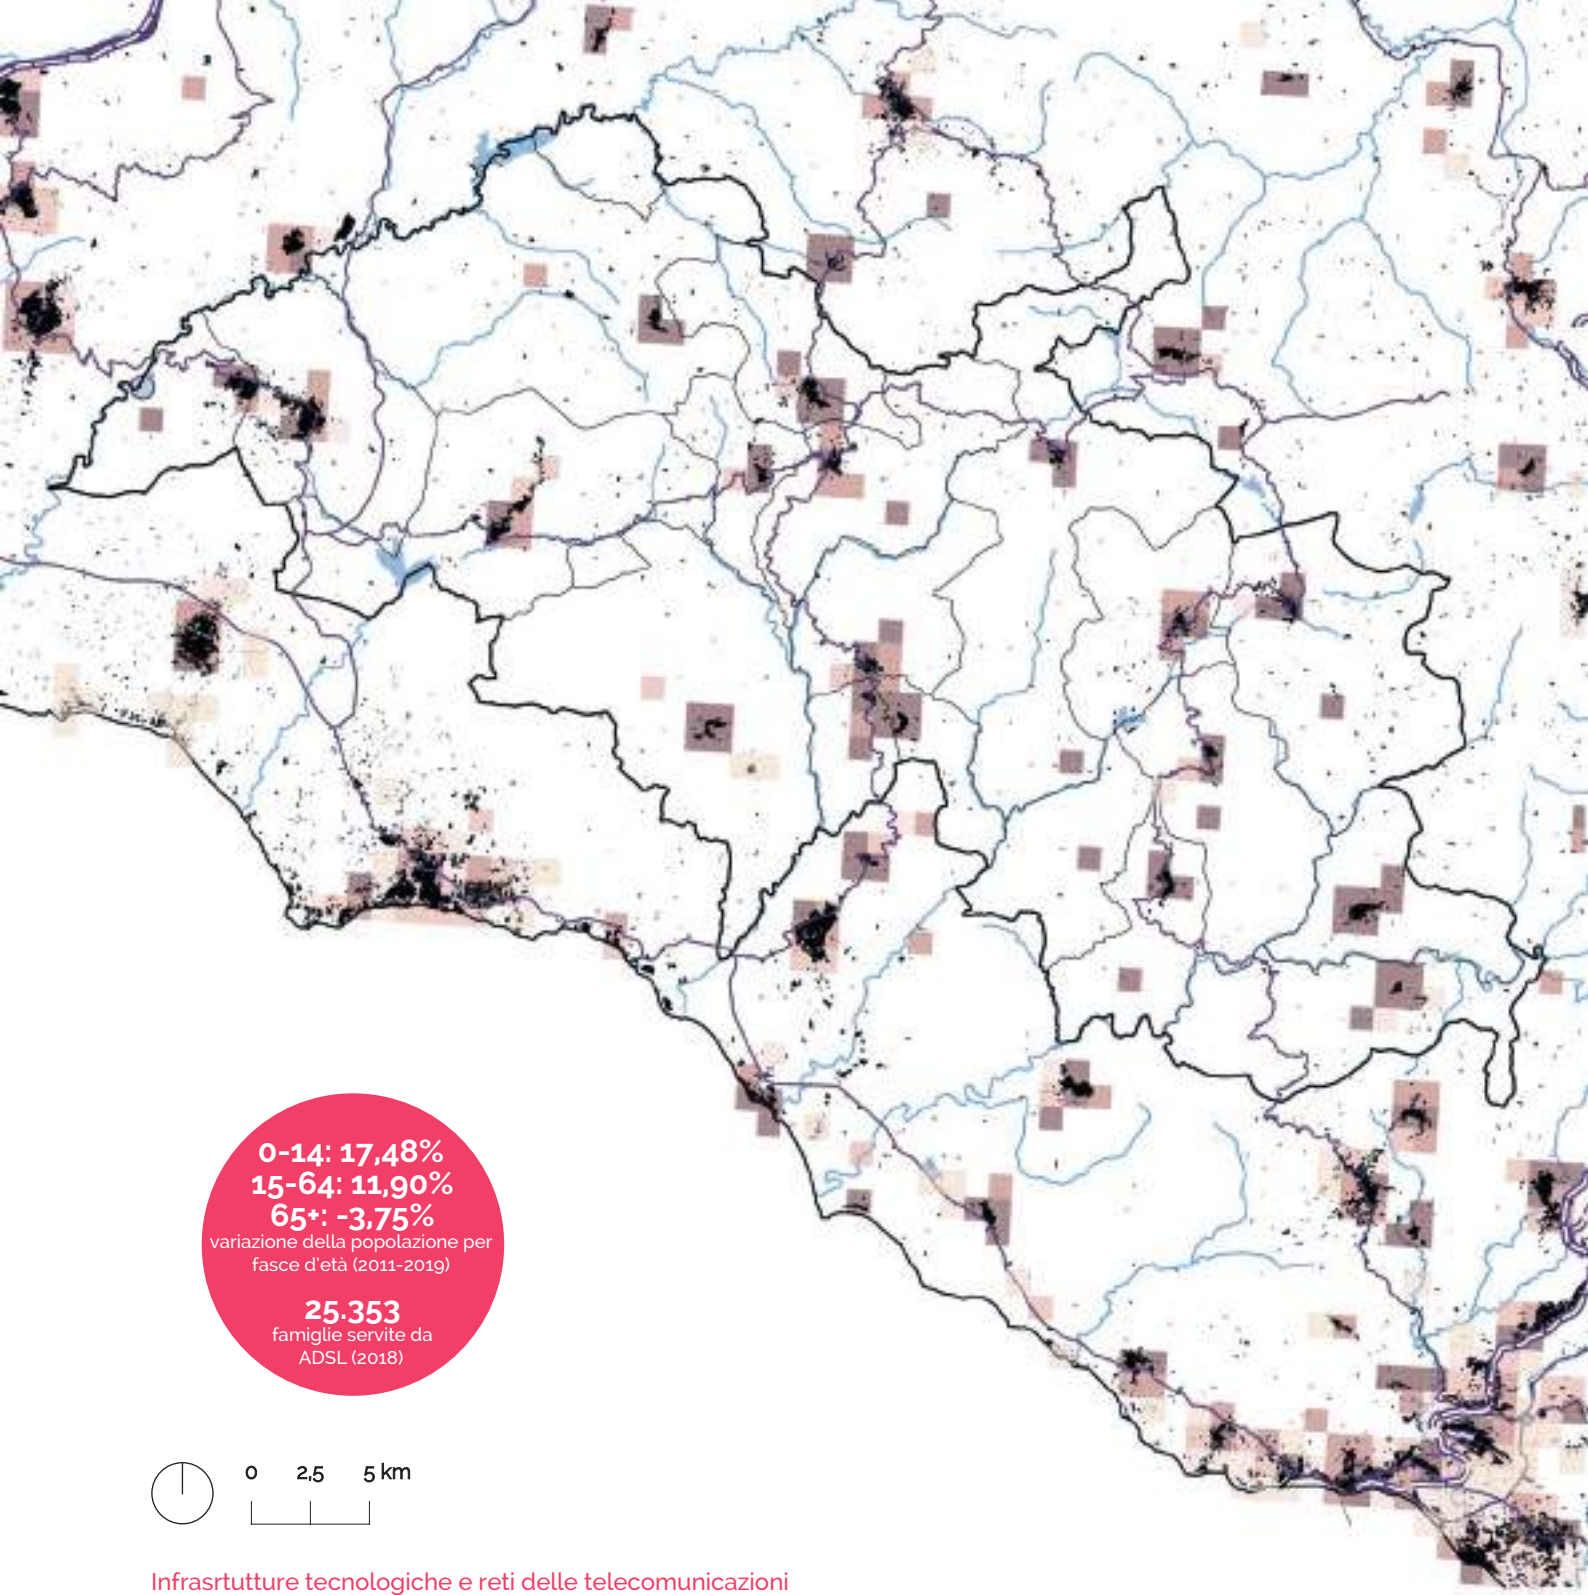 0-14: 17,48%
15-64: 11,90%
65+: -3,75%
variazione della popolazione per
fasce d'età (2011-2019)
25.353
famiglie servite da
ADSL (2018)
0 2,5 5 km
Infrasrtutture tecnologiche e reti delle telecomunicazioni